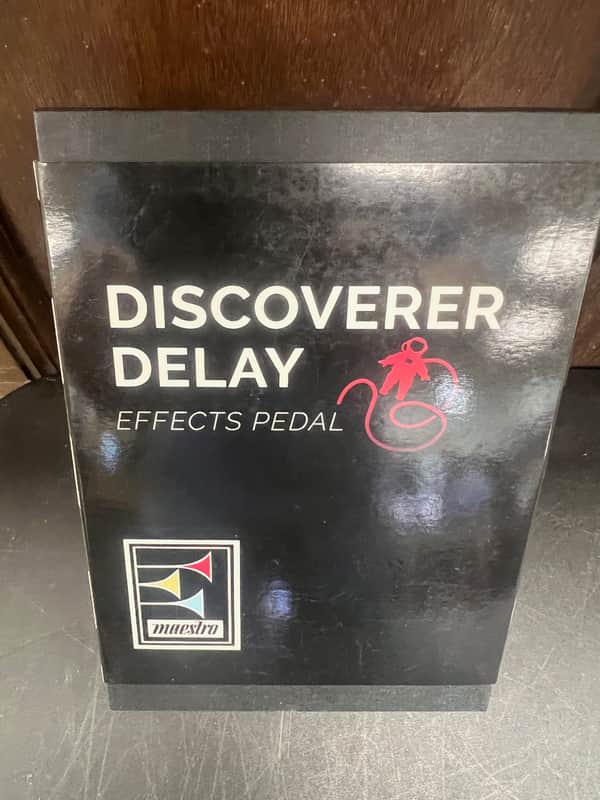 DISCOVERER
DELAY
EFFECTS PEDAL
maestro